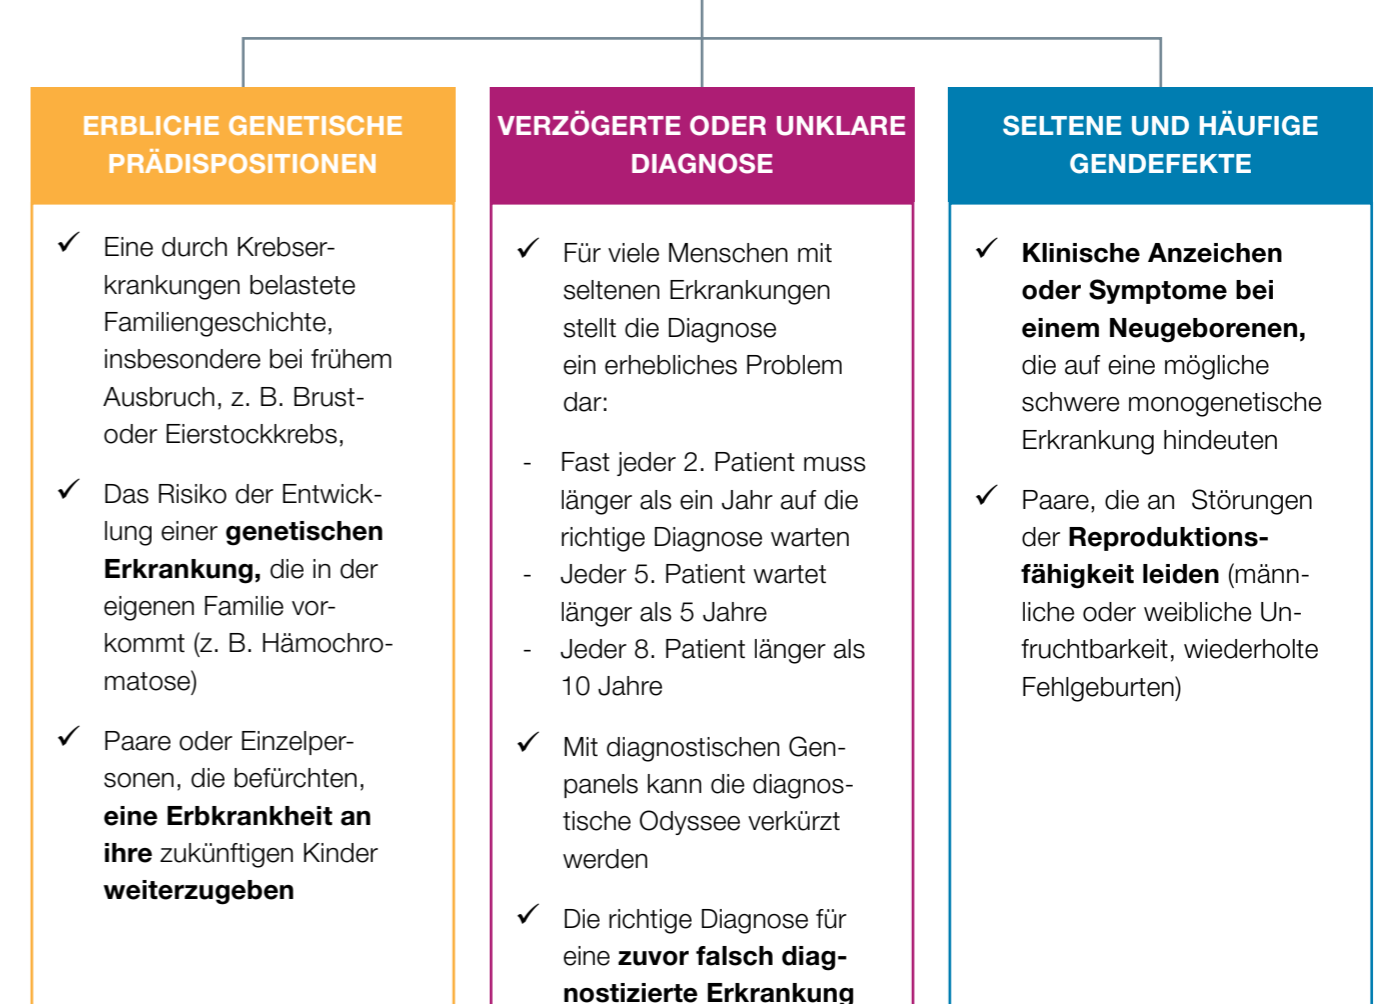 ERBLICHE GENETISCHE
PRÄDISPOSITIONEN
✓ Eine durch Krebser-
krankungen belastete
Familiengeschichte,
insbesondere bei frühem
Ausbruch, z. B. Brust-
oder Eierstockkrebs,
✓ Das Risiko der Entwick-
lung einer genetischen
Erkrankung, die in der
eigenen Familie vor-
kommt (z. B. Hämochro-
matose)
✓ Paare oder Einzelper-
sonen, die befürchten,
eine Erbkrankheit an
ihre zukünftigen Kinder
weiterzugeben
VERZÖGERTE ODER UNKLARE
DIAGNOSE
✓ Für viele Menschen mit
seltenen Erkrankungen
stellt die Diagnose
ein erhebliches Problem
dar:
- Fast jeder 2. Patient muss
länger als ein Jahr auf die
richtige Diagnose warten
- Jeder 5. Patient wartet
länger als 5 Jahre
- Jeder 8. Patient länger als
10 Jahre
✓ Mit diagnostischen Gen-
panels kann die diagnos-
tische Odyssee verkürzt
werden
✓ Die richtige Diagnose für
eine zuvor falsch diag-
nostizierte Erkrankung
SELTENE UND HÄUFIGE
GENDEFEKTE
✓ Klinische Anzeichen
oder Symptome bei
einem Neugeborenen,
die auf eine mögliche
schwere monogenetische
Erkrankung hindeuten
✓ Paare, die an Störungen
der Reproduktions-
fähigkeit leiden (männ-
liche oder weibliche Un-
fruchtbarkeit, wiederholte
Fehlgeburten)